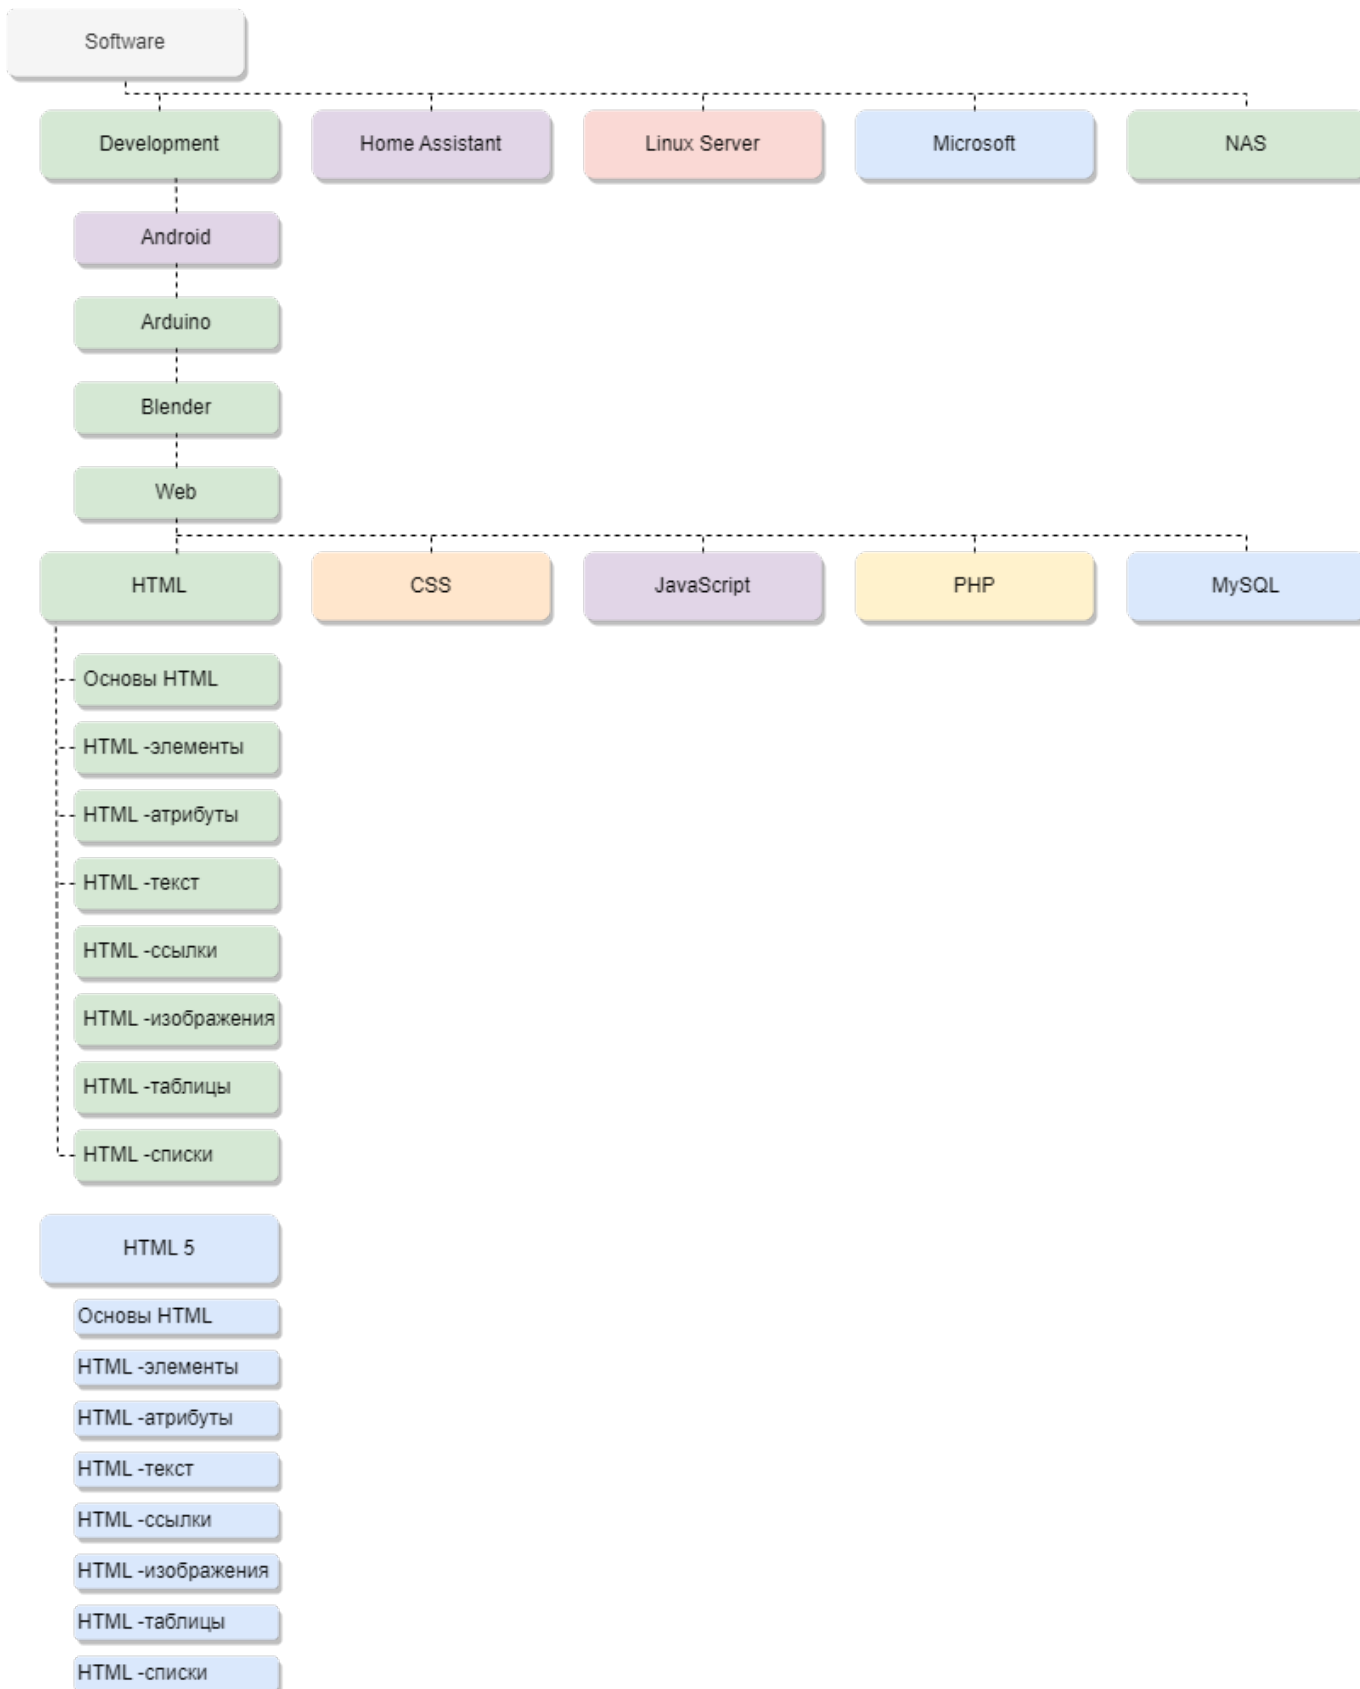 Software
Development
Home Assistant
Linux Server
Microsoft
NAS
Android
Arduino
Blender
Web
HTML
CSS
JavaScript
PHP
MySQL
Основы HTML
HTML -элементы
HTML -атрибуты
HTML -текст
HTML -ссылки
HTML -изображения
HTML -таблицы
HTML -списки
HTML 5
Основы HTML
HTML -элементы
HTML -атрибуты
HTML -текст
HTML -ссылки
HTML -изображения
HTML -таблицы
HTML -списки